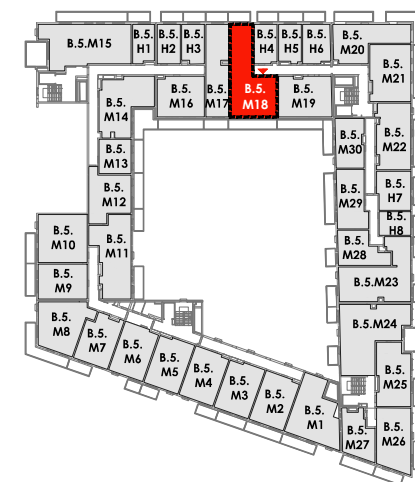 B.5.M15
B.5.
H1
B.5.
H2
B.5.
H3
B.5.
H4
B.5.
H5
B.5.
H6
B.5.
M20
B.5.
M21
B.5.
M14
B.5.
M16
B.5.
M17
B.5.
M18
B.5.
M19
B.5.
M13
B.5.
M30
B.5.
M22
B.5.
M12
B.5.
M29
B.5.
H7
B.5.
H8
B.5.
M10
B.5.
M11
B.5.
M28
B.5.
M9
B.5.M23
B.5.
M8
B.5.
M7
B.5.
M6
B.5.
M5
B.5.
M4
B.5.
M3
B.5.
M2
B.5.
M1
B.5.M24
B.5.
M25
B.5.
M27
B.5.
M26